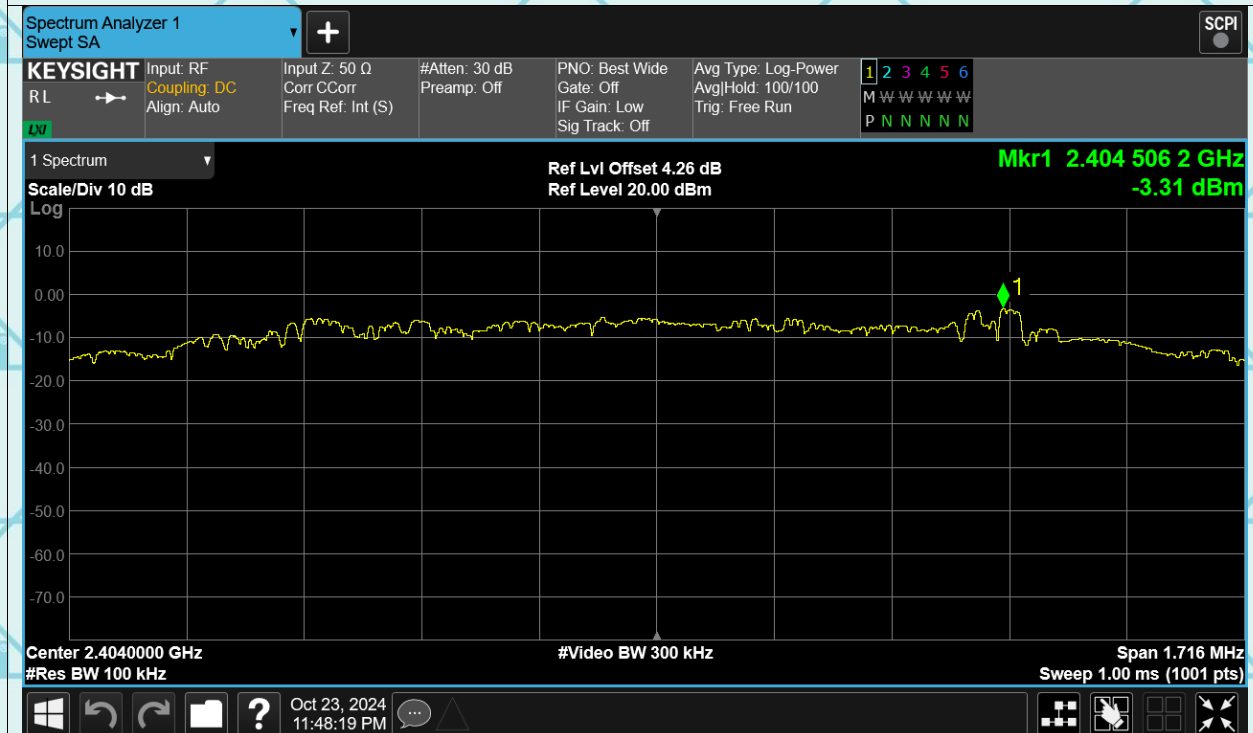 Spectrum Analyzer 1
Swept SA
+
SCPI
KEYSIGHT
RL
LXI
Input: RF
Coupling: DC
Align: Auto
Input Z: 50 Ω
Corr CCorr
Freq Ref: Int (S)
#Atten: 30 dB
Preamp: Off
PNO: Best Wide
Gate: Off
IF Gain: Low
Sig Track: Off
Avg Type: Log-Power
Avg|Hold: 100/100
Trig: Free Run
1 2 3 4 5 6
M W W W W W
P N N N N N
1 Spectrum
Scale/Div 10 dB
Log
Ref Lvl Offset 4.26 dB
Ref Level 20.00 dBm
Mkr1 2.404 506 2 GHz
-3.31 dBm
10.0
0.00
-10.0
-20.0
-30.0
-40.0
-50.0
-60.0
-70.0
1
Center 2.4040000 GHz
#Res BW 100 kHz
#Video BW 300 kHz
Span 1.716 MHz
Sweep 1.00 ms (1001 pts)
?
Oct 23, 2024
11:48:19 PM